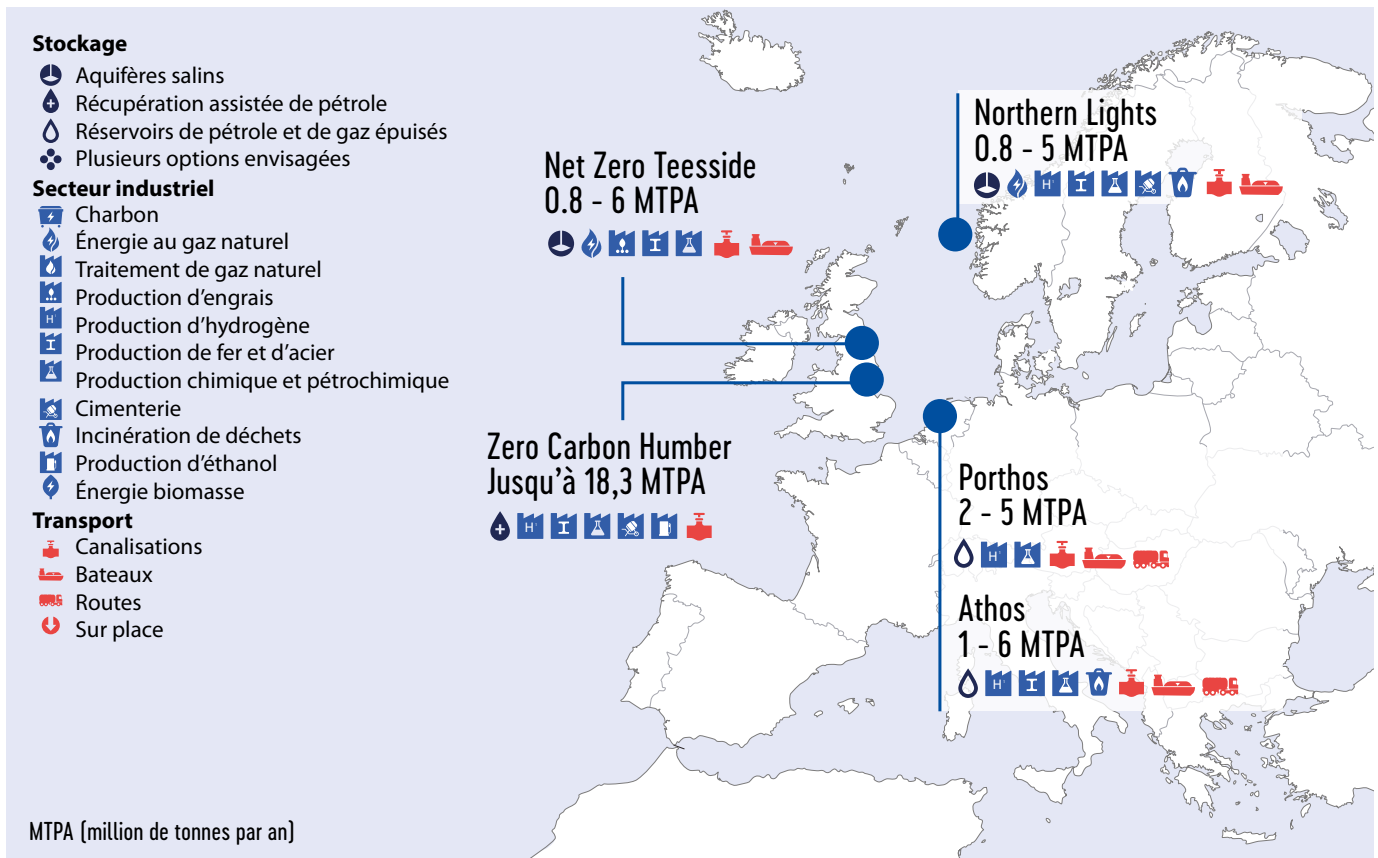 Stockage
Aquifères salins
Récupération assistée de pétrole
Réservoirs de pétrole et de gaz épuisés
Plusieurs options envisagées
Secteur industriel
Charbon
Énergie au gaz naturel
Traitement de gaz naturel
Production d'engrais
H
Production d'hydrogène
Production de fer et d'acier
Production chimique et pétrochimique
Cimenterie
Incinération de déchets
Production d'éthanol
Énergie biomasse
Transport
Canalisations
Bateaux
Routes
Sur place
MTPA (million de tonnes par an)
Net Zero Teesside
0.8 - 6 MTPA
Zero Carbon Humber
Jusqu'à 18,3 MTPA
H
Northern Lights
0.8 - 5 MTPA
H
Porthos
2 - 5 MTPA
H
Athos
1 - 6 MTPA
H